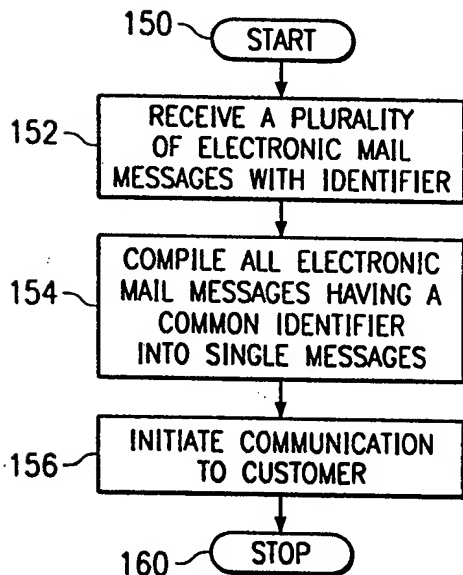 150
START
152
RECEIVE A PLURALITY
OF ELECTRONIC MAIL
MESSAGES WITH IDENTIFIER
154
COMPILE ALL ELECTRONIC
MAIL MESSAGES HAVING A
COMMON IDENTIFIER
INTO SINGLE MESSAGES
156
INITIATE COMMUNICATION
TO CUSTOMER
160
STOP